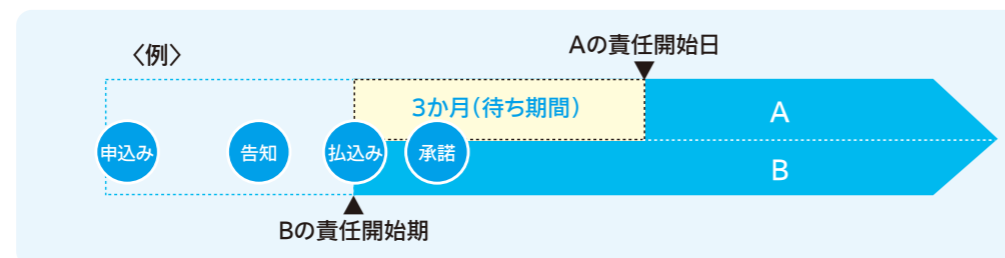 〈例〉
Aの責任開始日
3か月（待ち期間）
A
申込み
告知
払込み
承諾
B
Bの責任開始期